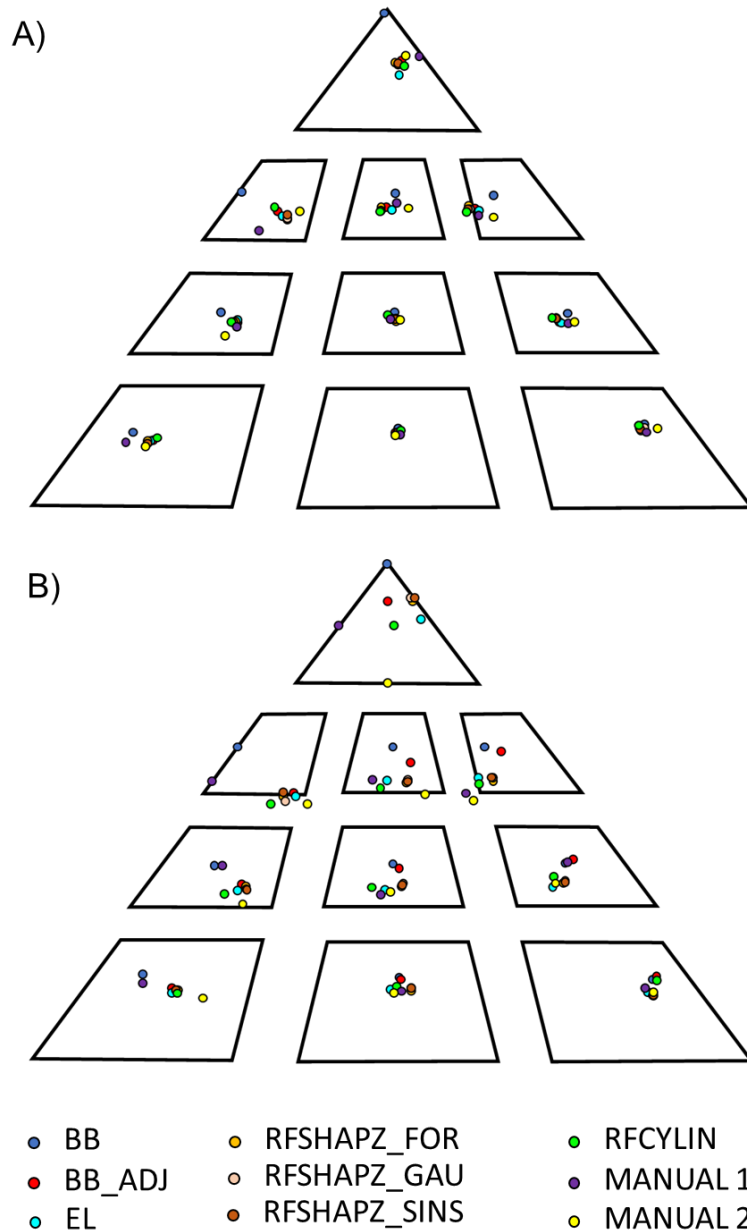 A)
B)
BB RFSHAPZ_FOR RFCYLIN
BB_ADJ RFSHAPZ_GAU MANUAL 1
EL RFSHAPZ_SINS MANUAL 2